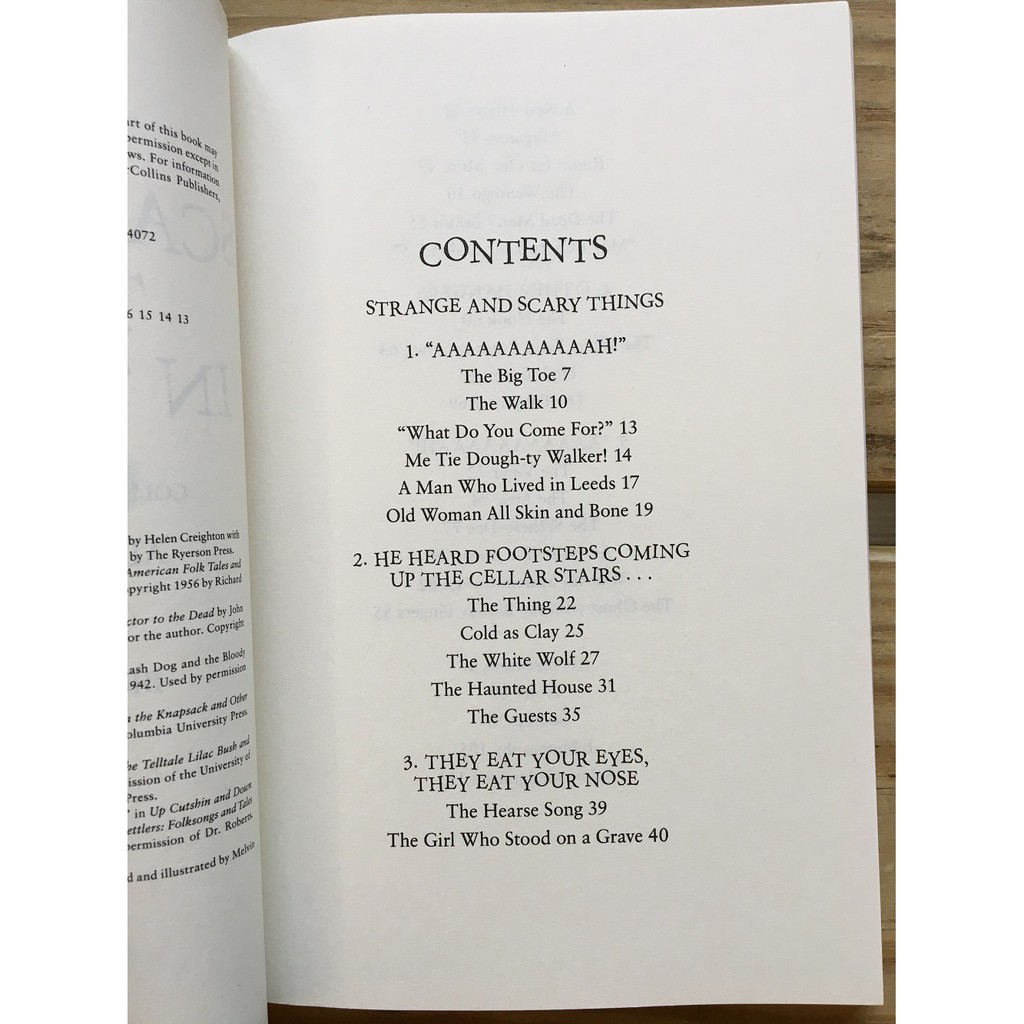 art of this book may
permission except in
ws. For information
Collins Publishers,
4072
6 15 14 13
by Helen Creighton with
by The Ryerson Press.
American Folk Tales and
pyright 1956 by Richard
ctor to the Dead by John
or the author. Copyright
ash Dog and the Bloody
942. Used by permission
the Knapsack and Other
olumbia University Press.
he Telltale Lilac Bush and
ission of the University of
Press.
" in Up Cutshin and Down
ettlers: Folksongs and Tales
permission of Dr. Roberts.
d and illustrated by Melvin
CONTENTS
STRANGE AND SCARY THINGS
1. “AAAAAAAAAAAH!”
The Big Toe 7
The Walk 10
“What Do You Come For?” 13
Me Tie Dough-ty Walker! 14
A Man Who Lived in Leeds 17
Old Woman All Skin and Bone 19
2. HE HEARD FOOTSTEPS COMING
UP THE CELLAR STAIRS . . .
The Thing 22
Cold as Clay 25
The White Wolf 27
The Haunted House 31
The Guests 35
3. THEY EAT YOUR EYES,
THEY EAT YOUR NOSE
The Hearse Song 39
The Girl Who Stood on a Grave 40